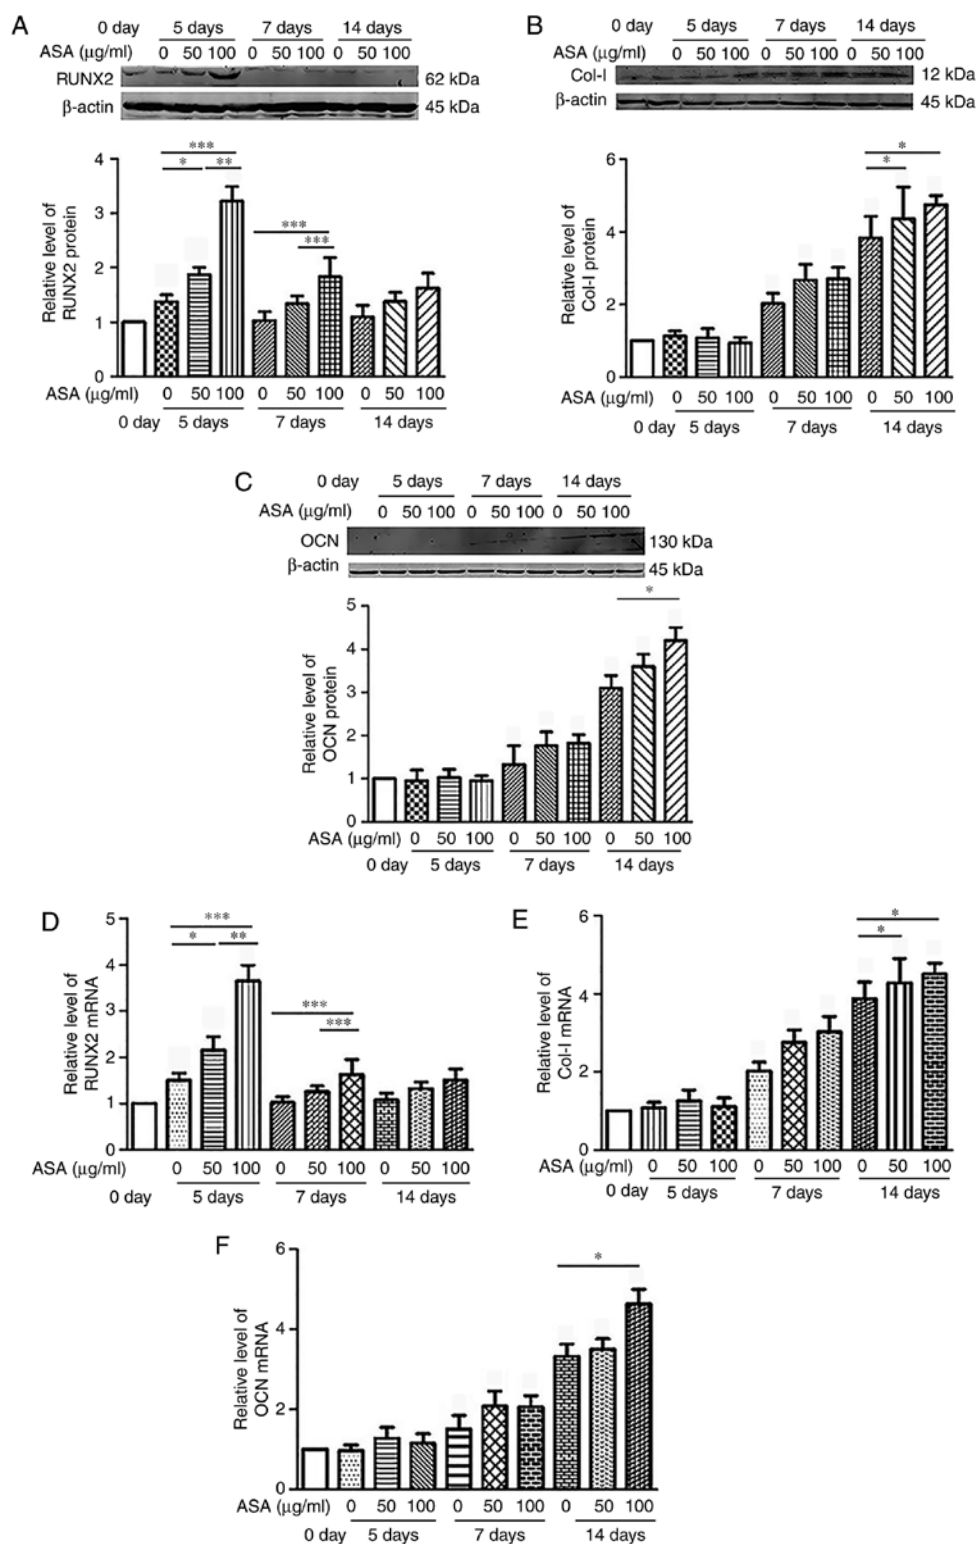 A
0 day 5 days 7 days 14 days
ASA (μg/ml) 0 50 100 0 50 100 0 50 100
RUNX2 62 kDa
β-actin 45 kDa
*** * ** *** ***
Relative level of
RUNX2 protein
4
3
2
1
0
ASA (μg/ml) 0 50 100 0 50 100 0 50 100
0 day 5 days 7 days 14 days
B
0 day 5 days 7 days 14 days
ASA (μg/ml) 0 50 100 0 50 100 0 50 100
Col-I 12 kDa
β-actin 45 kDa
* *
Relative level of
Col-I protein
6
4
2
0
ASA (μg/ml) 0 50 100 0 50 100 0 50 100
0 day 5 days 7 days 14 days
C
0 day 5 days 7 days 14 days
ASA (μg/ml) 0 50 100 0 50 100 0 50 100
OCN 130 kDa
β-actin 45 kDa
*
Relative level of
OCN protein
5
4
3
2
1
0
ASA (μg/ml) 0 50 100 0 50 100 0 50 100
0 day 5 days 7 days 14 days
D
*** * ** *** ***
Relative level of
RUNX2 mRNA
5
4
3
2
1
0
ASA (μg/ml) 0 50 100 0 50 100 0 50 100
0 day 5 days 7 days 14 days
E
* *
Relative level of
Col-I mRNA
6
4
2
0
ASA (μg/ml) 0 50 100 0 50 100 0 50 100
0 day 5 days 7 days 14 days
F
*
Relative level of
OCN mRNA
6
4
2
0
ASA (μg/ml) 0 50 100 0 50 100 0 50 100
0 day 5 days 7 days 14 days